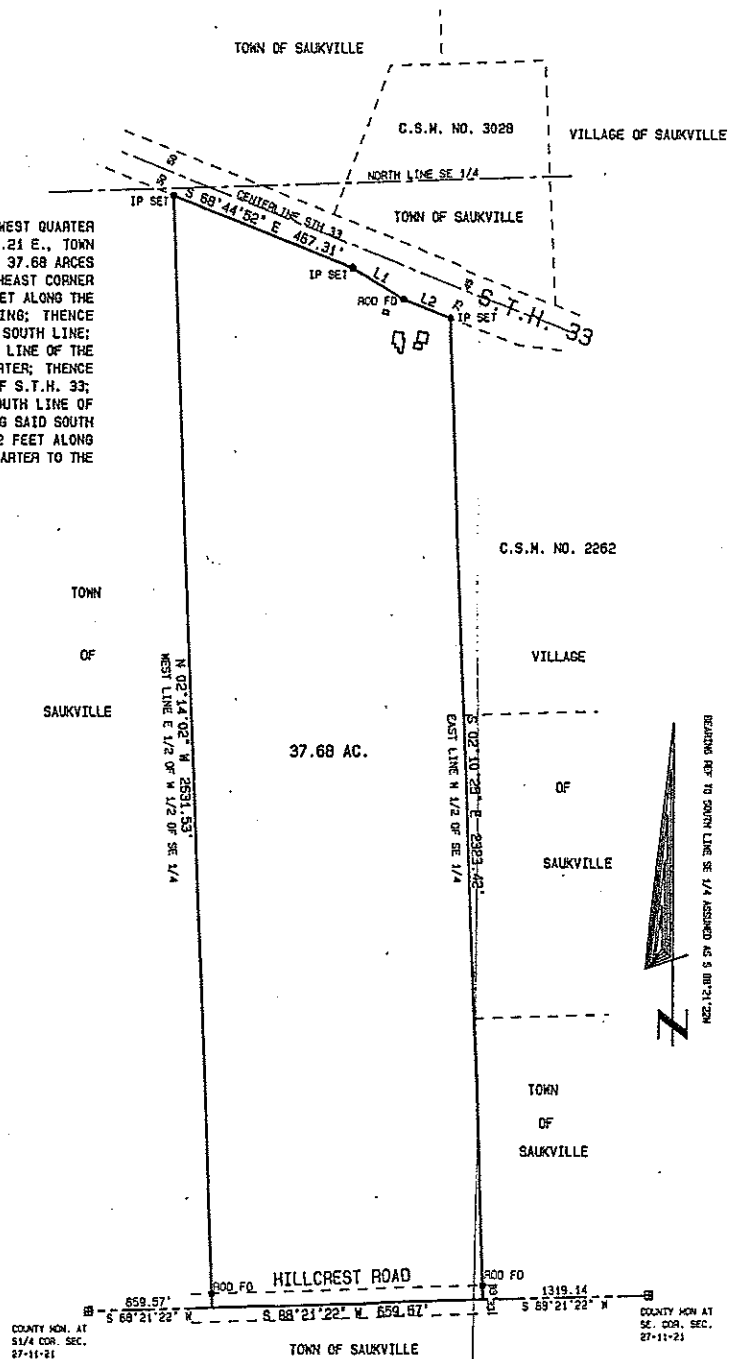 TOWN OF SAUKVILLE
C.S.M. NO. 3028
VILLAGE OF SAUKVILLE
NORTH LINE SE 1/4
TOWN OF SAUKVILLE
CENTERLINE STH 33
S.T.H. 33
IP SET
S 68°44'52" E 467.31'
IP SET
L1
ROD FD
L2
IP SET
WEST QUARTER
.21 E., TOWN
37.68 ARCES
HEAST CORNER
ET ALONG THE
ING; THENCE
SOUTH LINE;
LINE OF THE
RTER; THENCE
F S.T.H. 33;
OUTH LINE OF
G SAID SOUTH
2 FEET ALONG
ARTER TO THE
C.S.M. NO. 2262
TOWN
OF
SAUKVILLE
VILLAGE
OF
SAUKVILLE
N 02°14'02" W 2631.53'
WEST LINE E 1/2 OF W 1/2 OF SE 1/4
37.68 AC.
S 02°10'28" E 2393.42'
EAST LINE W 1/2 OF SE 1/4
BEARING REF TO SOUTH LINE SE 1/4 ASSUMED AS S 88°21'22W
N
TOWN
OF
SAUKVILLE
ROD FD
HILLCREST ROAD
ROD FD
659.57'
S 88°21'22" W
S 88°21'22" W 659.57'
1319.14
S 88°21'22" W
COUNTY MON. AT
S1/4 COR. SEC.
27-11-21
TOWN OF SAUKVILLE
COUNTY MON AT
SE. COR. SEC.
27-11-21